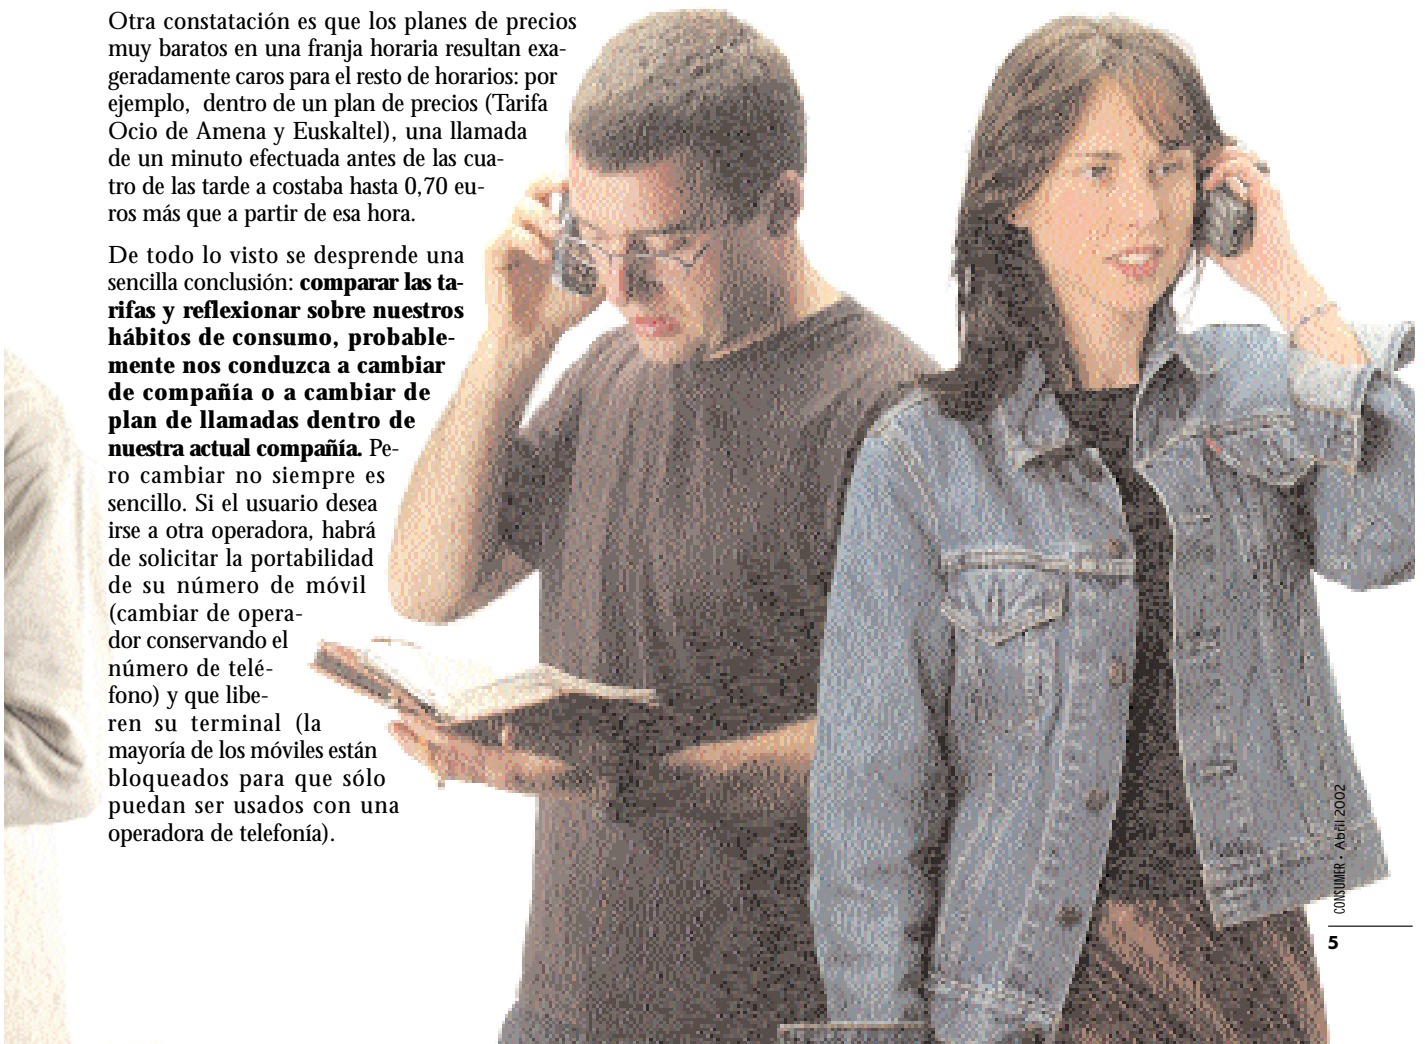 Otra constatación es que los planes de precios
muy baratos en una franja horaria resultan exa-
geradamente caros para el resto de horarios: por
ejemplo, dentro de un plan de precios (Tarifa
Ocio de Amena y Euskaltel), una llamada
de un minuto efectuada antes de las cua-
tro de las tarde a costaba hasta 0,70 eu-
ros más que a partir de esa hora.
De todo lo visto se desprende una
sencilla conclusión: comparar las ta-
rifas y reflexionar sobre nuestros
hábitos de consumo, probable-
mente nos conduzca a cambiar
de compañía o a cambiar de
plan de llamadas dentro de
nuestra actual compañía. Pe-
ro cambiar no siempre es
sencillo. Si el usuario desea
irse a otra operadora, habrá
de solicitar la portabilidad
de su número de móvil
(cambiar de opera-
dor conservando el
número de telé-
fono) y que libe-
ren su terminal (la
mayoría de los móviles están
bloqueados para que sólo
puedan ser usados con una
operadora de telefonía).
CONSUMER • Abril 2002
5